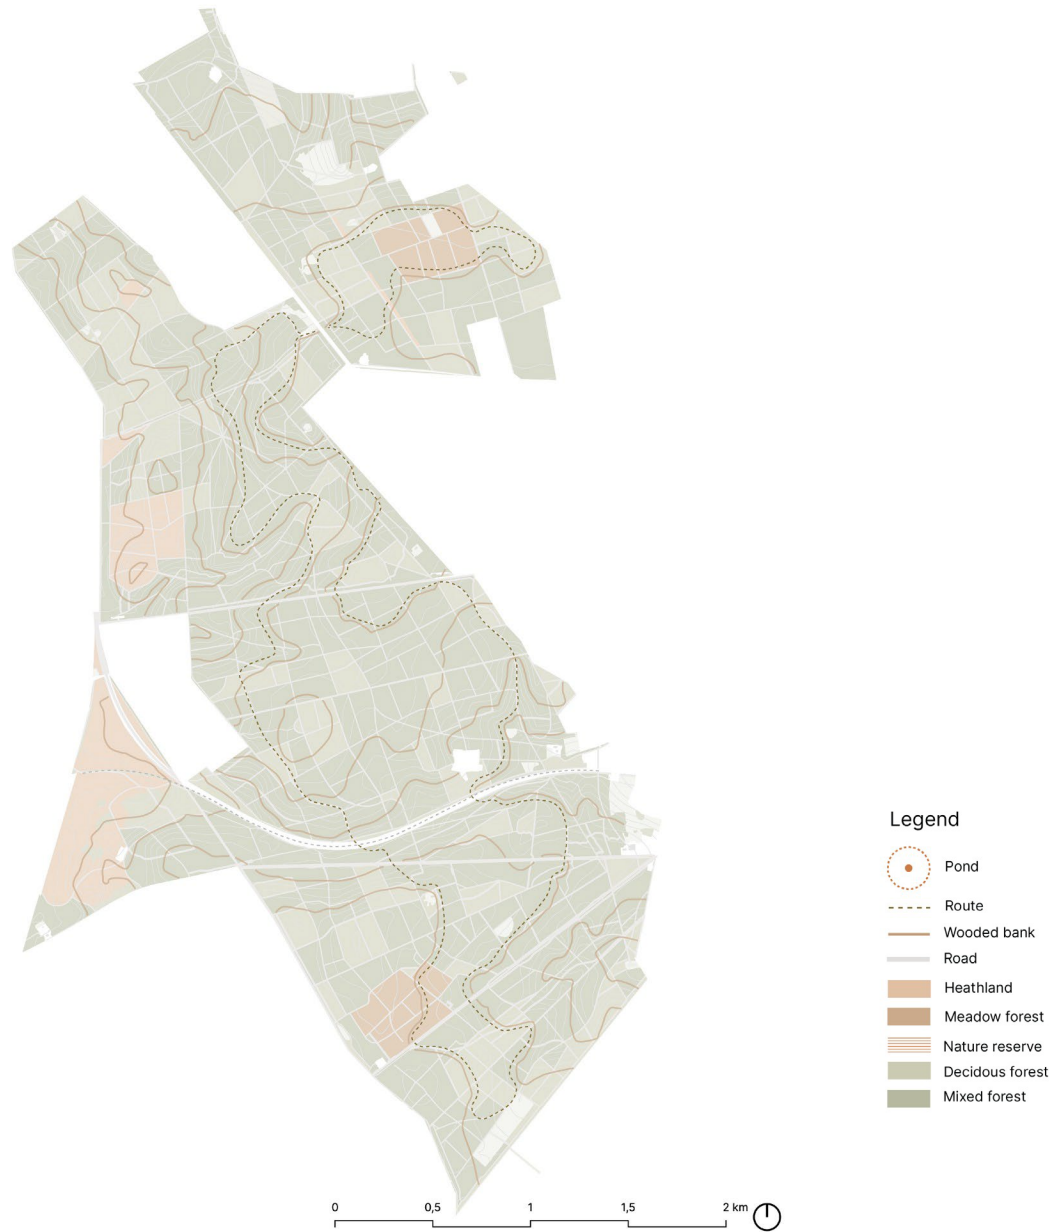 Legend
Pond
Route
Wooded bank
Road
Heathland
Meadow forest
Nature reserve
Decidous forest
Mixed forest
0 0,5 1 1,5 2 km